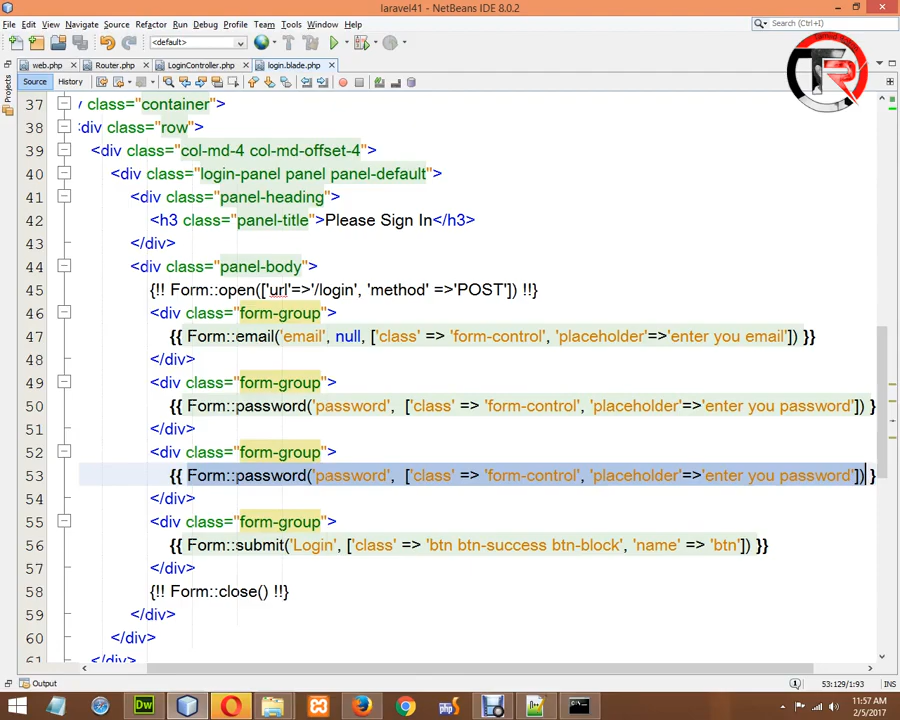 laravel41 - NetBeans IDE 8.0.2
File Edit View Navigate Source Refactor Run Debug Profile Team Tools Window Help
Search (Ctrl+I)
<default>
web.php Router.php LoginController.php login.blade.php
Source History
Projects
37 / class="container">
38 div class="row">
39 <div class="col-md-4 col-md-offset-4">
40 <div class="login-panel panel panel-default">
41 <div class="panel-heading">
42 <h3 class="panel-title">Please Sign In</h3>
43 </div>
44 <div class="panel-body">
45 {!! Form::open(['url'=>'/login', 'method' =>'POST']) !!}
46 <div class="form-group">
47 {{ Form::email('email', null, ['class' => 'form-control', 'placeholder'=>'enter you email']) }}
48 </div>
49 <div class="form-group">
50 {{ Form::password('password', ['class' => 'form-control', 'placeholder'=>'enter you password']) }
51 </div>
52 <div class="form-group">
53 {{ Form::password('password', ['class' => 'form-control', 'placeholder'=>'enter you password']) }
54 </div>
55 <div class="form-group">
56 {{ Form::submit('Login', ['class' => 'btn btn-success btn-block', 'name' => 'btn']) }}
57 </div>
58 {!! Form::close() !!}
59 </div>
60 </div>
61 </div>
Output
53:129/1:93 INS
Dw
php
11:57 AM
2/5/2017